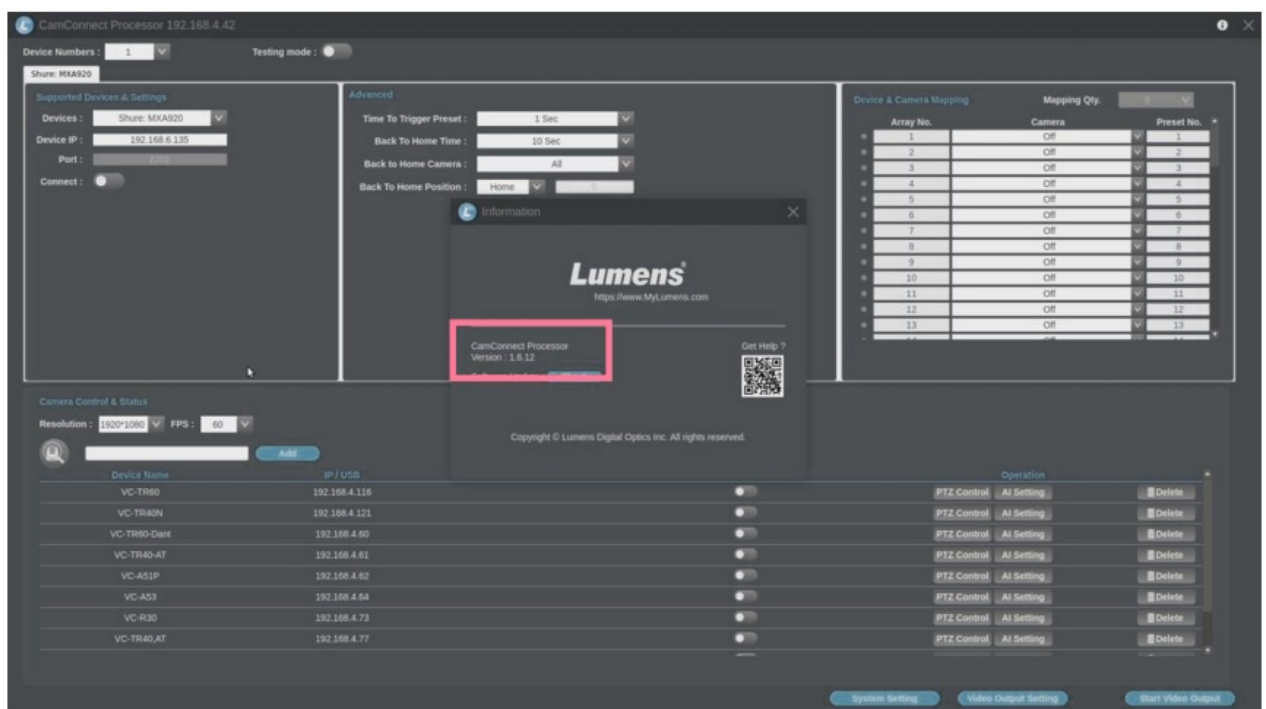 CamConnect Processor 192.168.4.42
Device Numbers : 1
Testing mode :
Shure: MXA920
Supported Devices & Settings
Devices : Shure: MXA920
Device IP : 192.168.6.135
Port : 2202
Connect :
Advanced
Time To Trigger Preset : 1 Sec
Back To Home Time : 10 Sec
Back to Home Camera : All
Back To Home Position : Home
Device & Camera Mapping
Mapping Qty.
Array No. Camera Preset No.
1 Off 1
2 Off 2
3 Off 3
4 Off 4
5 Off 5
6 Off 6
7 Off 7
8 Off 8
9 Off 9
10 Off 10
11 Off 11
12 Off 12
13 Off 13
Information
Lumens
https://www.MyLumens.com
CamConnect Processor
Version : 1.6.12
Get Help ?
Copyright © Lumens Digital Optics Inc. All rights reserved.
Camera Control & Status
Resolution : 1920*1080 FPS : 60
Add
Device Name IP / USB Operation
VC-TR60 192.168.4.116 PTZ Control AI Setting Delete
VC-TR40N 192.168.4.121 PTZ Control AI Setting Delete
VC-TR60-Dant 192.168.4.60 PTZ Control AI Setting Delete
VC-TR40-AT 192.168.4.61 PTZ Control AI Setting Delete
VC-A51P 192.168.4.62 PTZ Control AI Setting Delete
VC-A53 192.168.4.64 PTZ Control AI Setting Delete
VC-R30 192.168.4.73 PTZ Control AI Setting Delete
VC-TR40,AT 192.168.4.77 PTZ Control AI Setting Delete
System Setting
Video Output Setting
Start Video Output